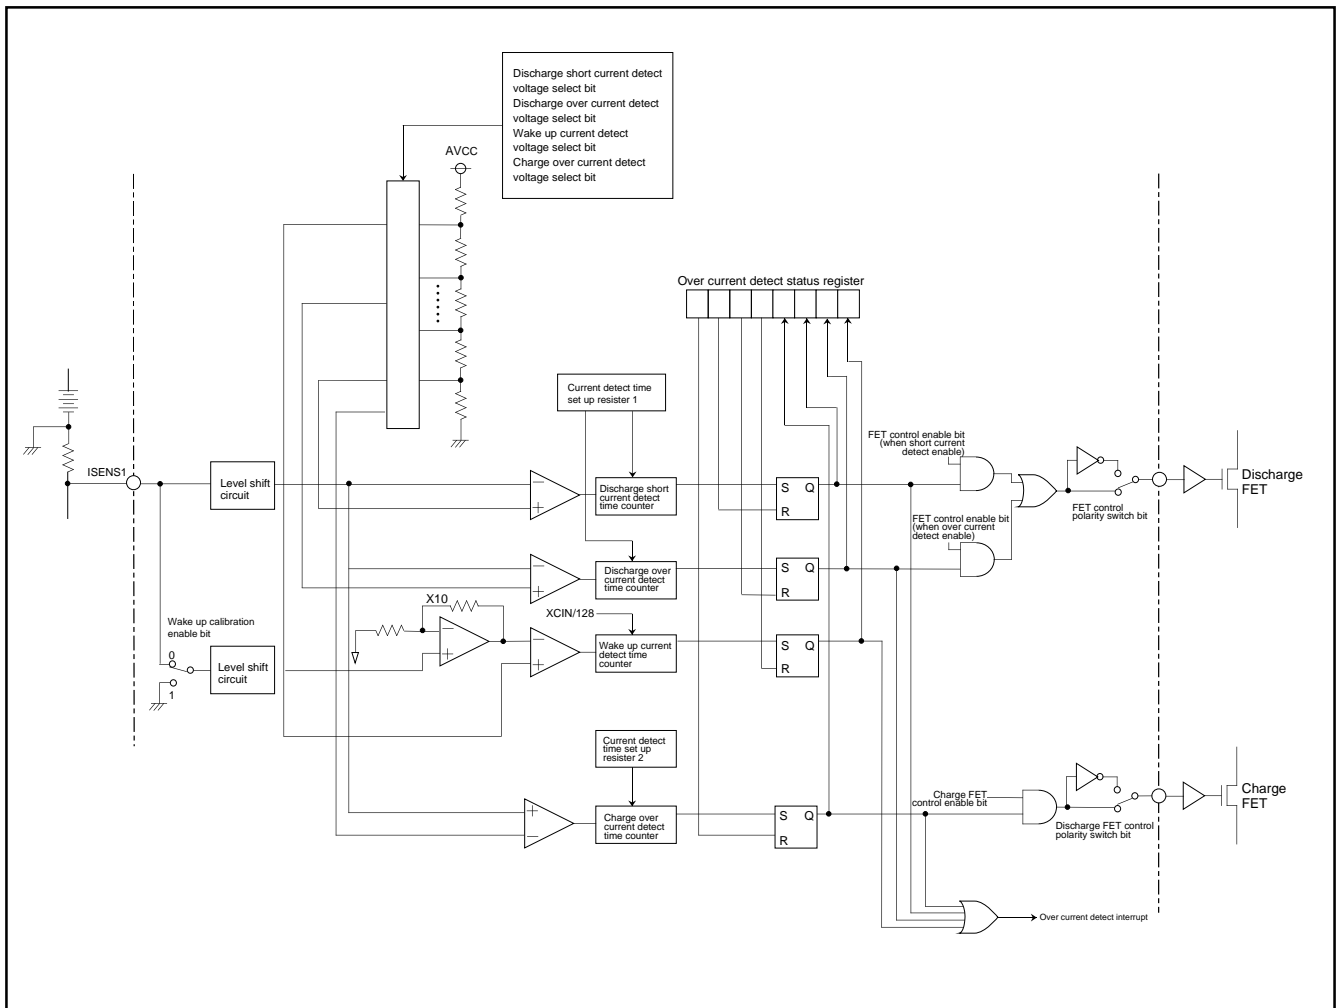 Discharge short current detect
voltage select bit
Discharge over current detect
voltage select bit
Wake up current detect
voltage select bit
Charge over current detect
voltage select bit
AVCC
Over current detect status register
Current detect time
set up resister 1
ISENS1
Level shift
circuit
Discharge short
current detect
time counter
S Q
R
FET control enable bit
(when short current
detect enable)
FET control
polarity switch bit
Discharge
FET
FET control enable bit
(when over current
detect enable)
Discharge over
current detect
time counter
S Q
R
X10
XCIN/128
Wake up calibration
enable bit
0
1
Level shift
circuit
Wake up current
detect time
counter
S Q
R
Current detect
time set up
resister 2
Charge over
current detect
time counter
S Q
R
Charge FET
control enable bit
Discharge FET control
polarity switch bit
Charge
FET
Over current detect interrupt